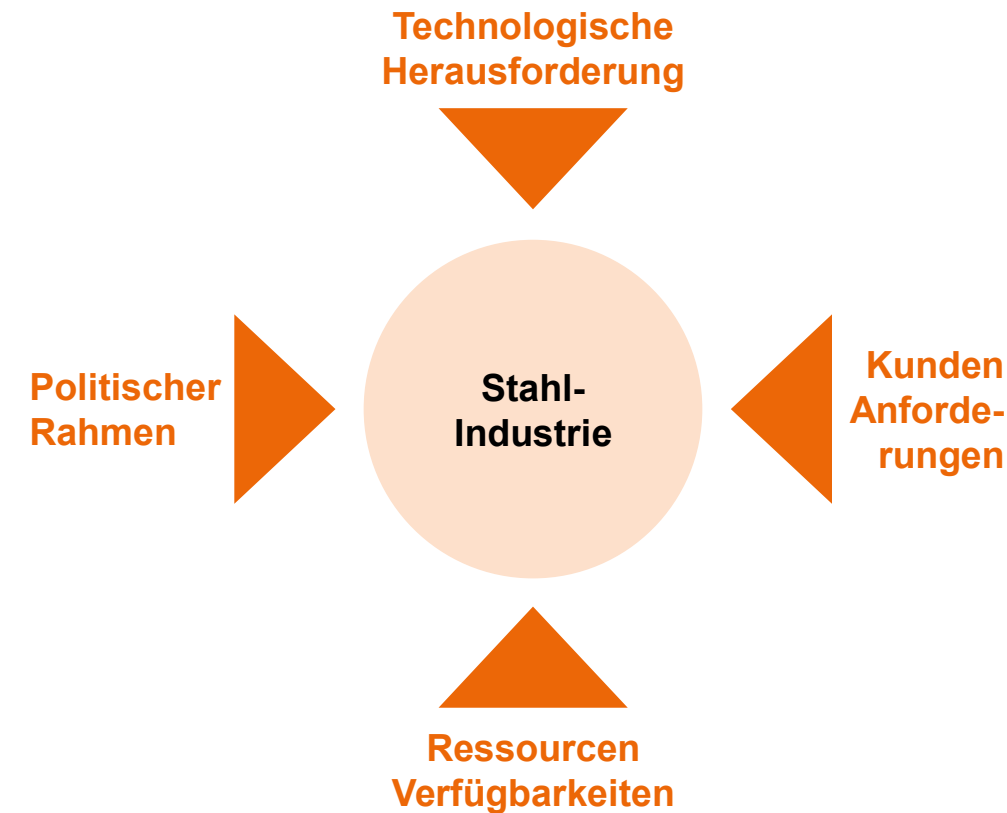 Technologische
Herausforderung
Politischer
Rahmen
Stahl-
Industrie
Kunden
Anforde-
rungen
Ressourcen
Verfügbarkeiten